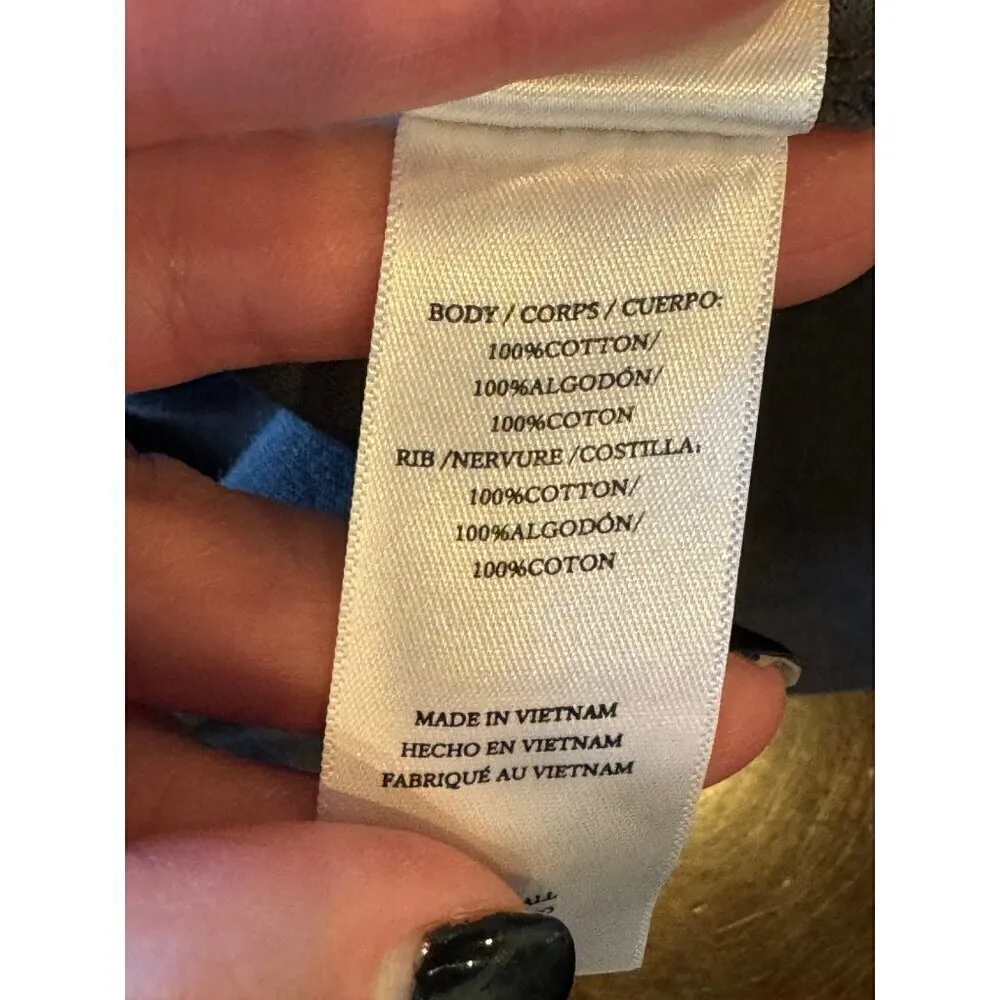 BODY / CORPS / CUERPO:
100%COTTON/
100%ALGODÓN/
100%COTON
RIB /NERVURE /COSTILLA:
100%COTTON/
100%ALGODÓN/
100%COTON
MADE IN VIETNAM
HECHO EN VIETNAM
FABRIQUÉ AU VIETNAM